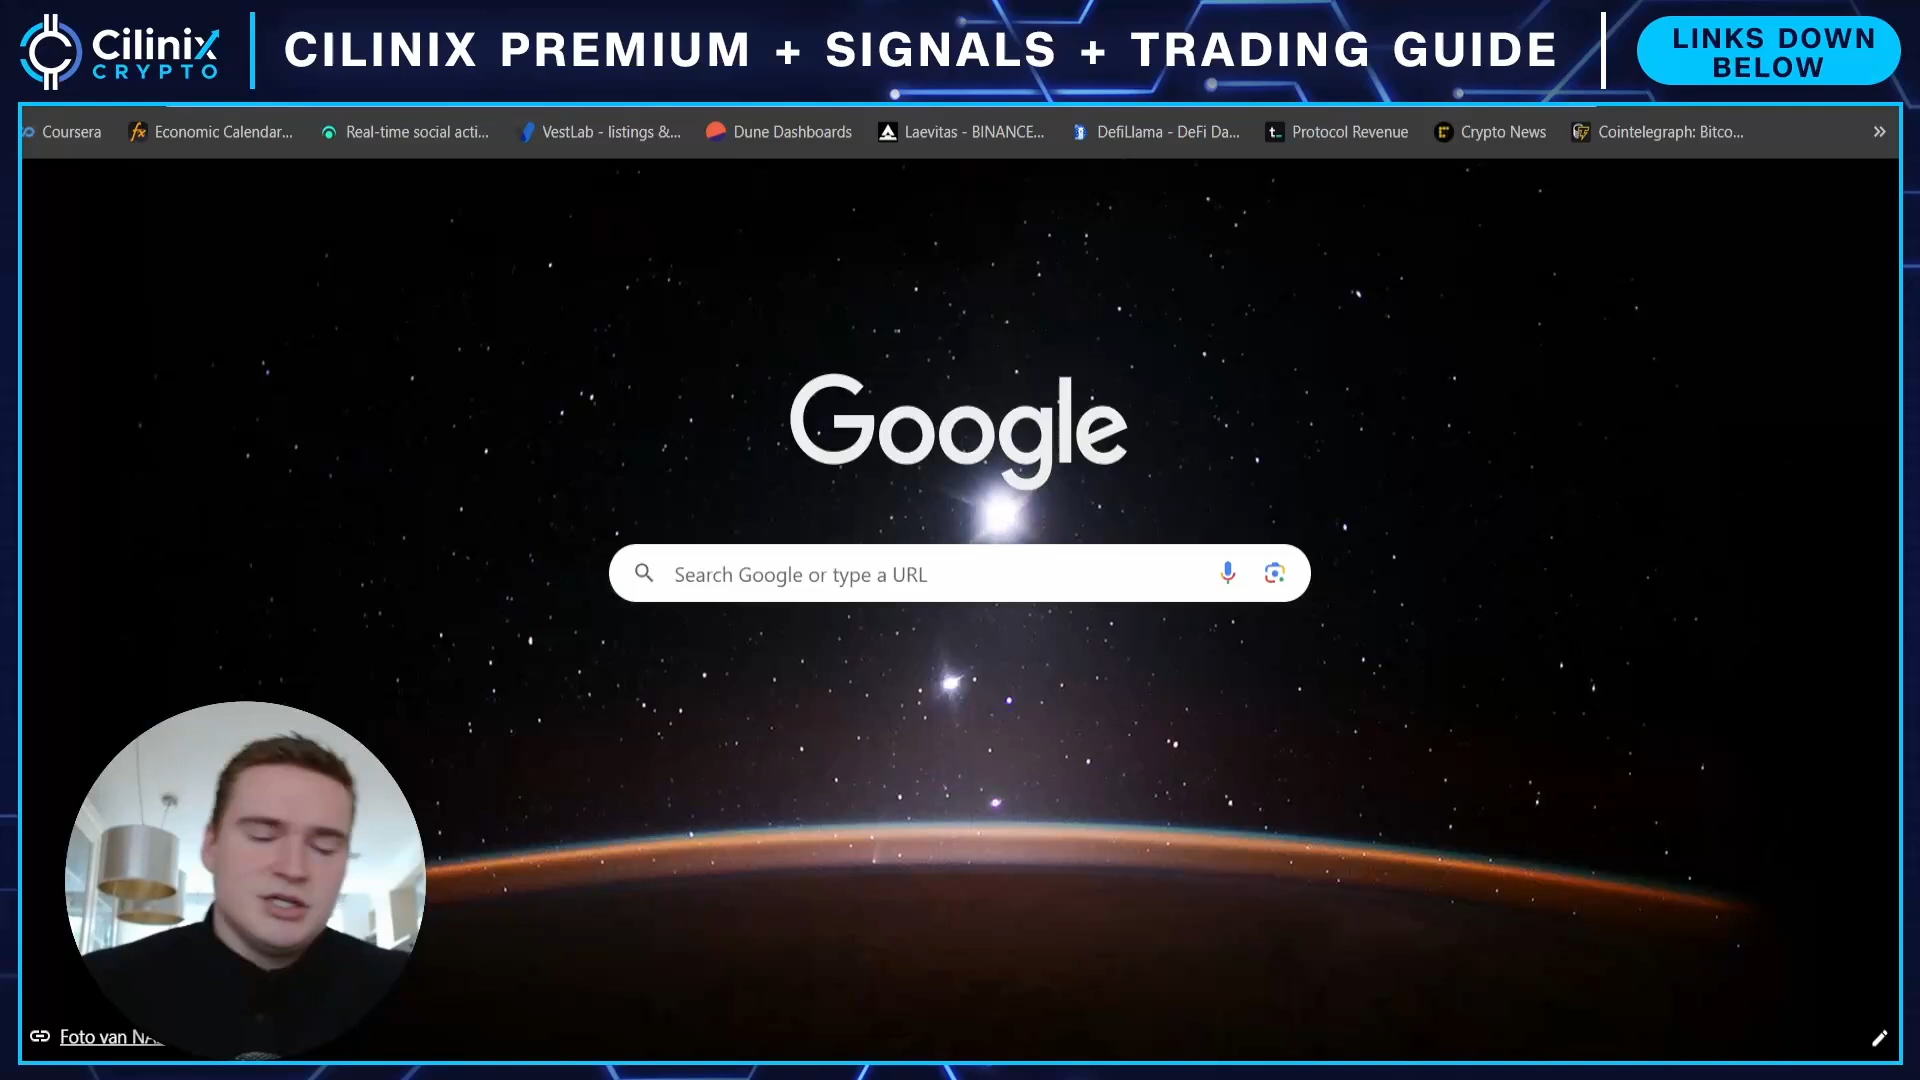 Cilinix
CRYPTO
CILINIX PREMIUM + SIGNALS + TRADING GUIDE
LINKS DOWN
BELOW
Coursera
Economic Calendar...
Real-time social acti...
VestLab - listings &...
Dune Dashboards
Laevitas - BINANCE...
DefiLlama - DeFi Da...
Protocol Revenue
Crypto News
Cointelegraph: Bitco...
Google
Search Google or type a URL
Foto van